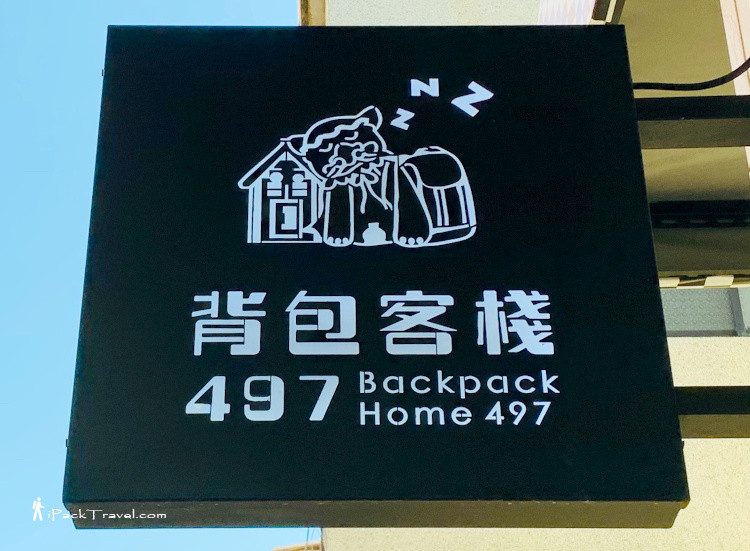 z N Z
背包客棧
497 Backpack
Home 497
iPackTravel.com